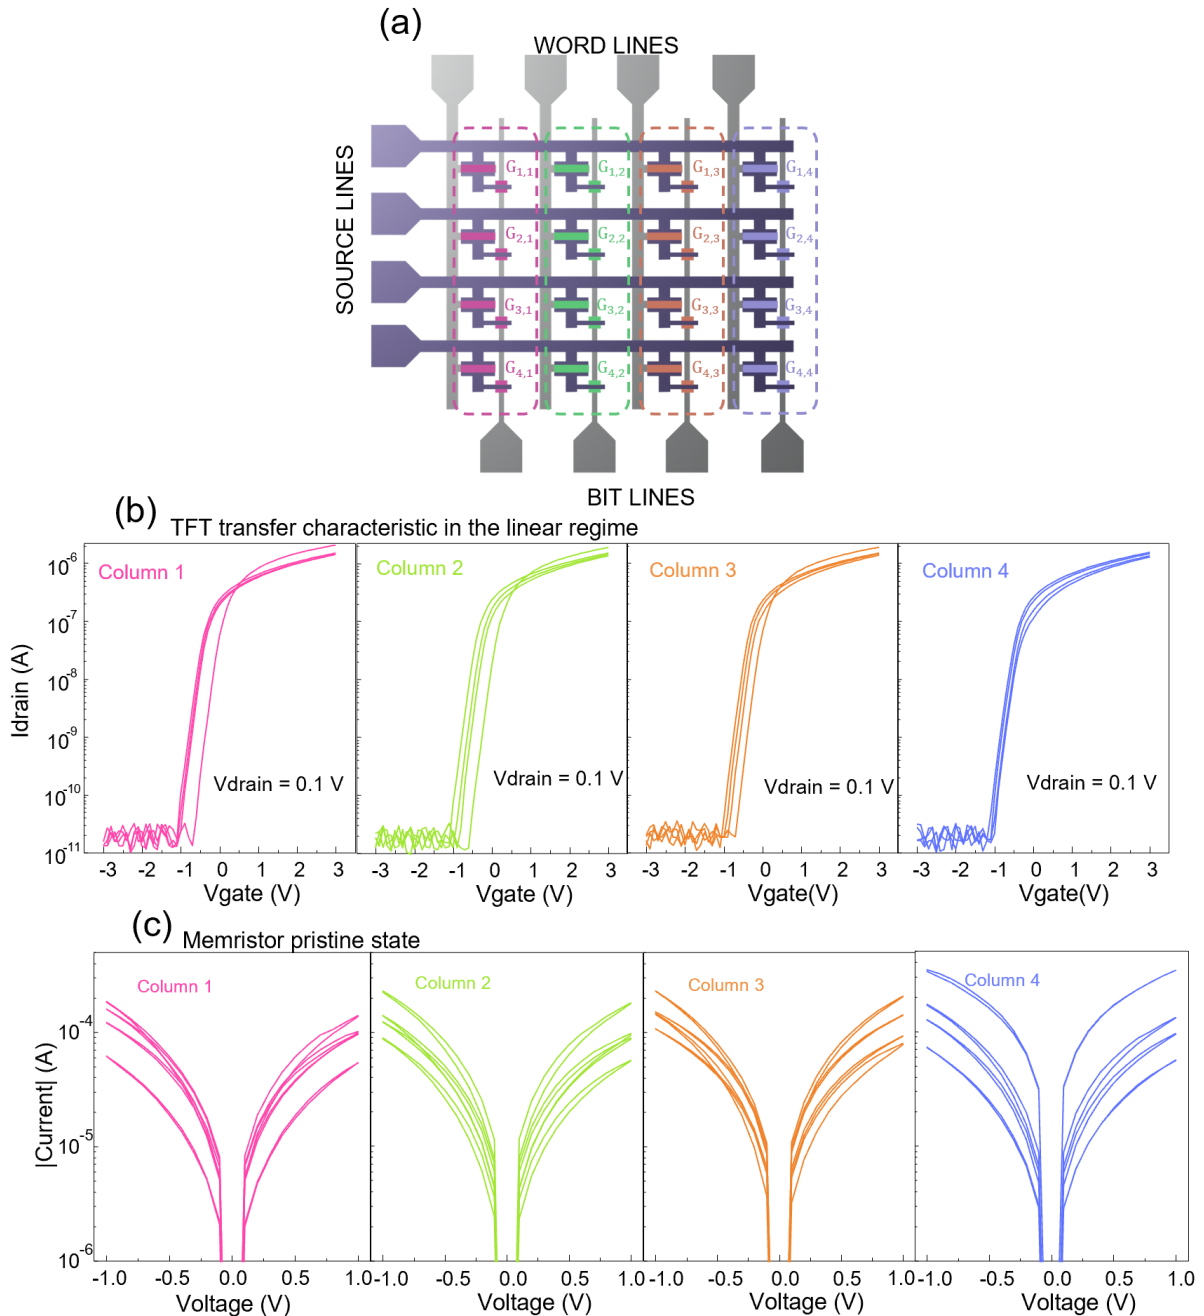 (a)
WORD LINES
SOURCE LINES
G1,1 G1,2 G1,3 G1,4
G2,1 G2,2 G2,3 G2,4
G3,1 G3,2 G3,3 G3,4
G4,1 G4,2 G4,3 G4,4
BIT LINES
(b)
TFT transfer characteristic in the linear regime
Column 1 Column 2 Column 3 Column 4
Idrain (A)
10^-6
10^-7
10^-8
10^-9
10^-10
10^-11
Vdrain = 0.1 V Vdrain = 0.1 V Vdrain = 0.1 V Vdrain = 0.1 V
-3 -2 -1 0 1 2 3 -3 -2 -1 0 1 2 3 -3 -2 -1 0 1 2 3 -3 -2 -1 0 1 2 3
Vgate (V) Vgate (V) Vgate(V) Vgate(V)
(c)
Memristor pristine state
Column 1 Column 2 Column 3 Column 4
|Current| (A)
10^-4
10^-5
10^-6
-1.0 -0.5 0.0 0.5 1.0 -1.0 -0.5 0.0 0.5 1.0 -1.0 -0.5 0.0 0.5 1.0 -1.0 -0.5 0.0 0.5 1.0
Voltage (V) Voltage (V) Voltage (V) Voltage (V)